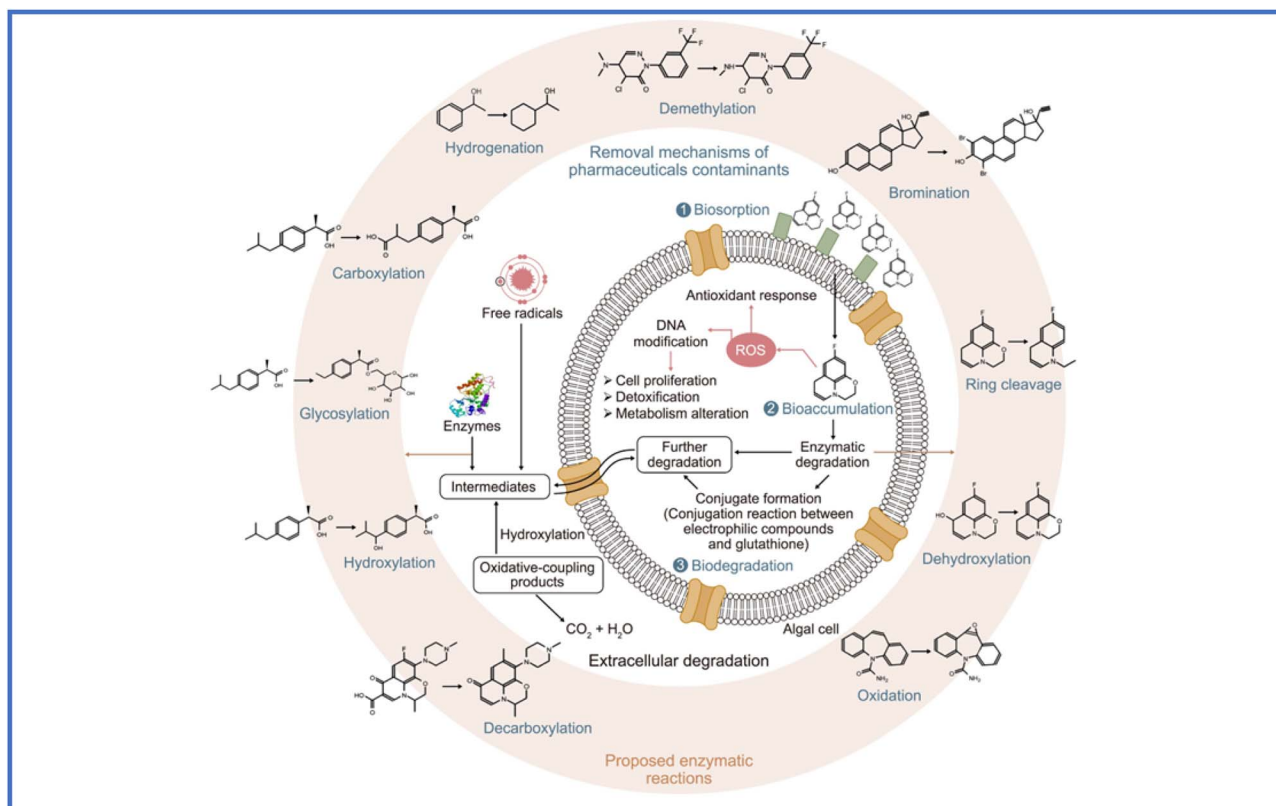 Demethylation
Hydrogenation
Removal mechanisms of
pharmaceuticals contaminants
Bromination
1 Biosorption
Carboxylation
Free radicals
Antioxidant response
DNA
modification
ROS
➢ Cell proliferation
➢ Detoxification
➢ Metabolism alteration
2 Bioaccumulation
Ring cleavage
Glycosylation
Enzymes
Further
degradation
Enzymatic
degradation
Intermediates
Conjugate formation
(Conjugation reaction between
electrophilic compounds
and glutathione)
Hydroxylation
Hydroxylation
Dehydroxylation
3 Biodegradation
Oxidative-coupling
products
CO₂ + H₂O
Algal cell
Extracellular degradation
Oxidation
Decarboxylation
Proposed enzymatic
reactions